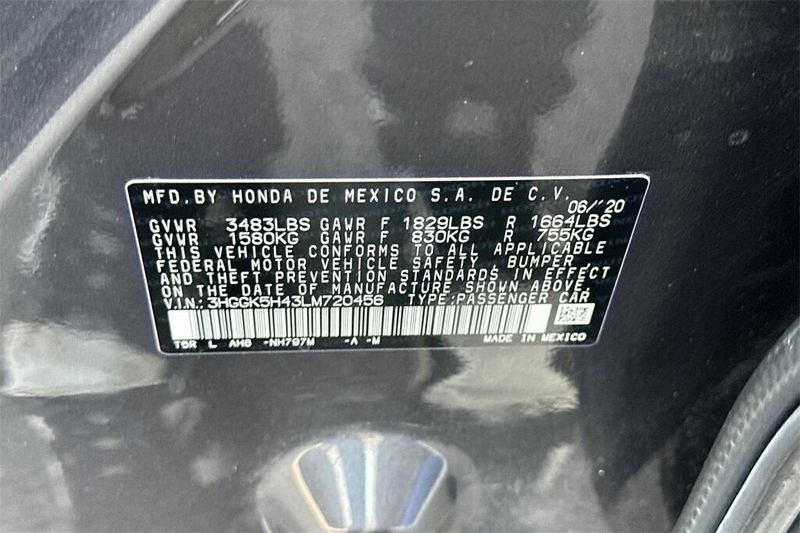 MFD. BY HONDA DE MEXICO S.A. DE C.V. 06/'20
GVWR 3483LBS GAWR F 1829LBS R 1664LBS
GVWR 1580KG GAWR F 830KG R 755KG
THIS VEHICLE CONFORMS TO ALL APPLICABLE
FEDERAL MOTOR VEHICLE SAFETY, BUMPER
AND THEFT PREVENTION STANDARDS IN EFFECT
ON THE DATE OF MANUFACTURE SHOWN ABOVE.
V.I.N.: 3HGGK5H43LM720456 TYPE: PASSENGER CAR
T5R L AH6 -NH797M -A -M MADE IN MEXICO